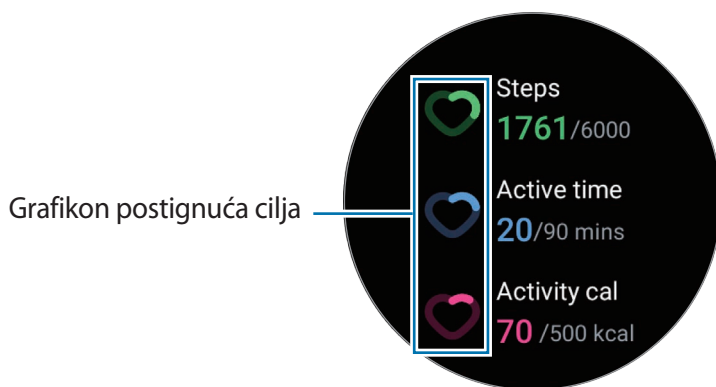 Steps
1761/6000
Grafikon postignuća cilja
Active time
20/90 mins
Activity cal
70 /500 kcal